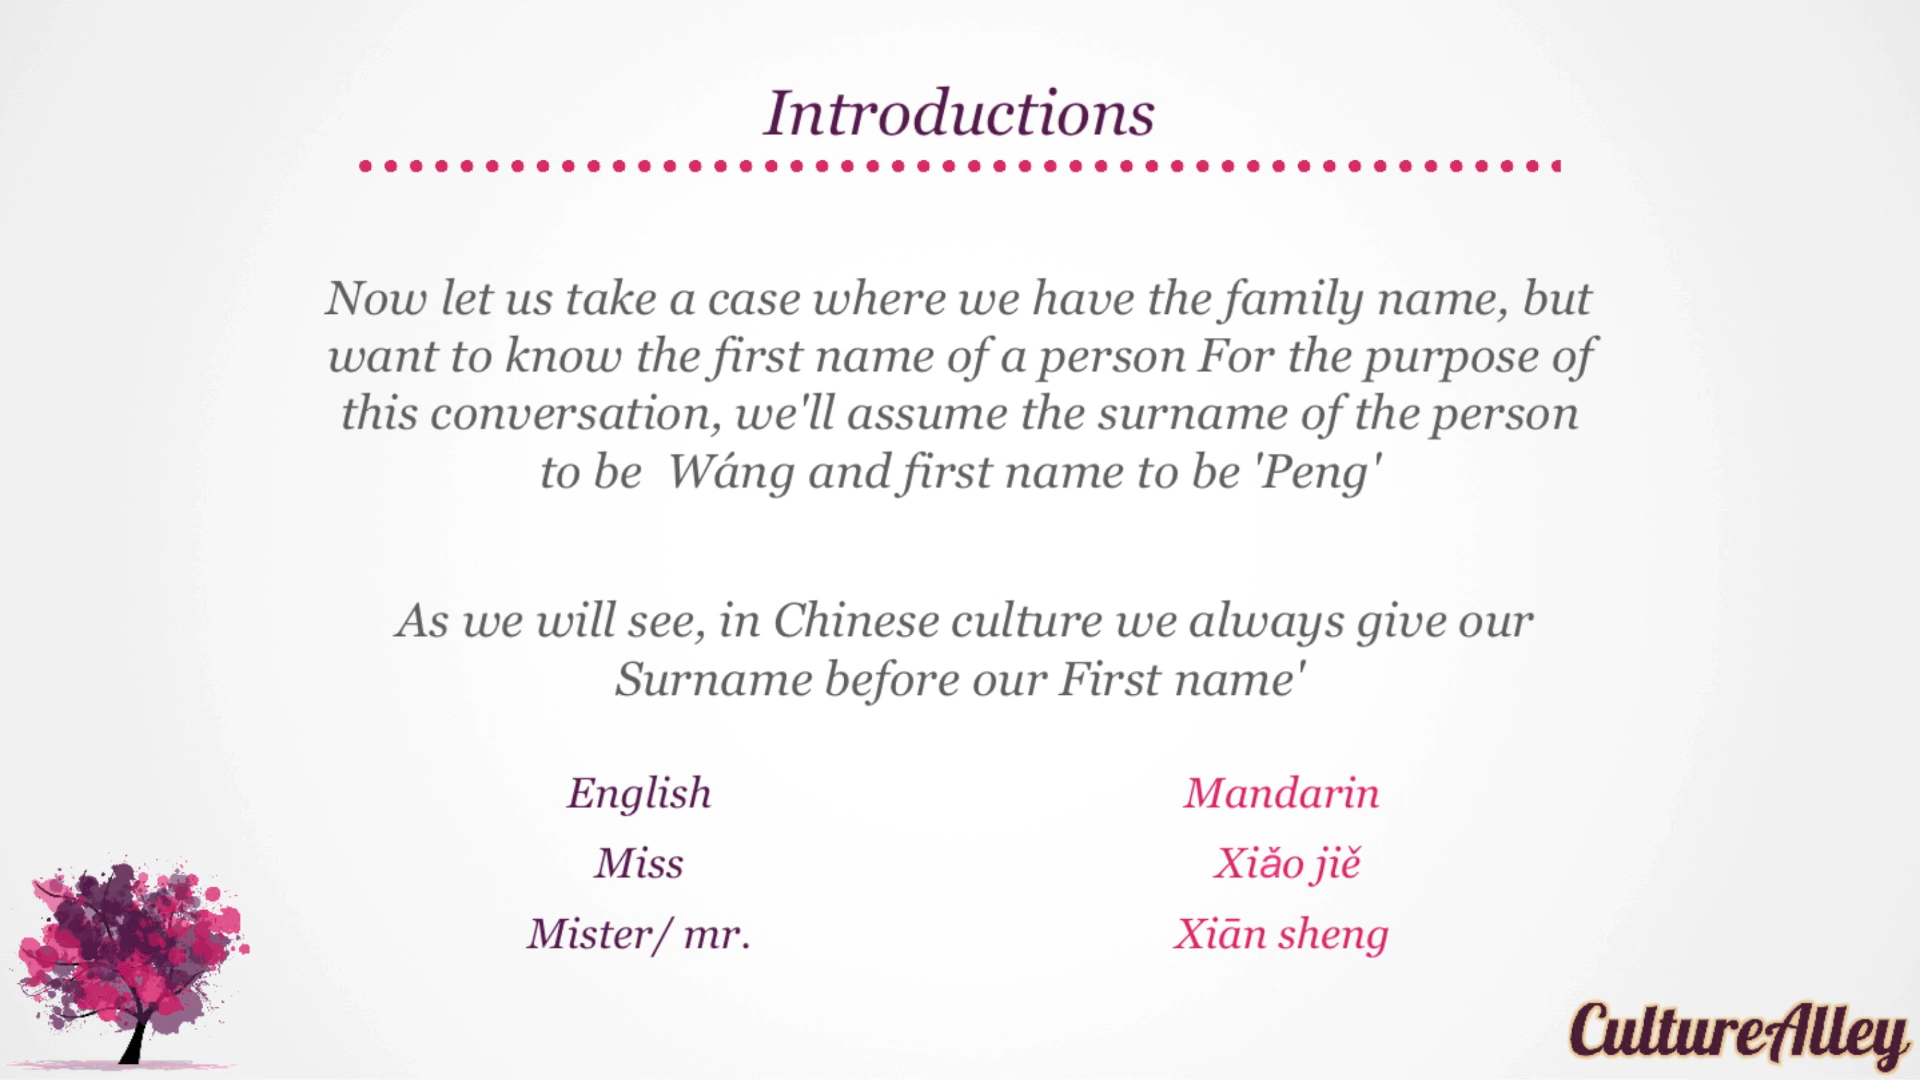 Introductions
Now let us take a case where we have the family name, but
want to know the first name of a person For the purpose of
this conversation, we'll assume the surname of the person
to be  Wáng and first name to be 'Peng'
As we will see, in Chinese culture we always give our
Surname before our First name'
English Mandarin
Miss Xiǎo jiě
Mister/ mr. Xiān sheng
CultureAlley